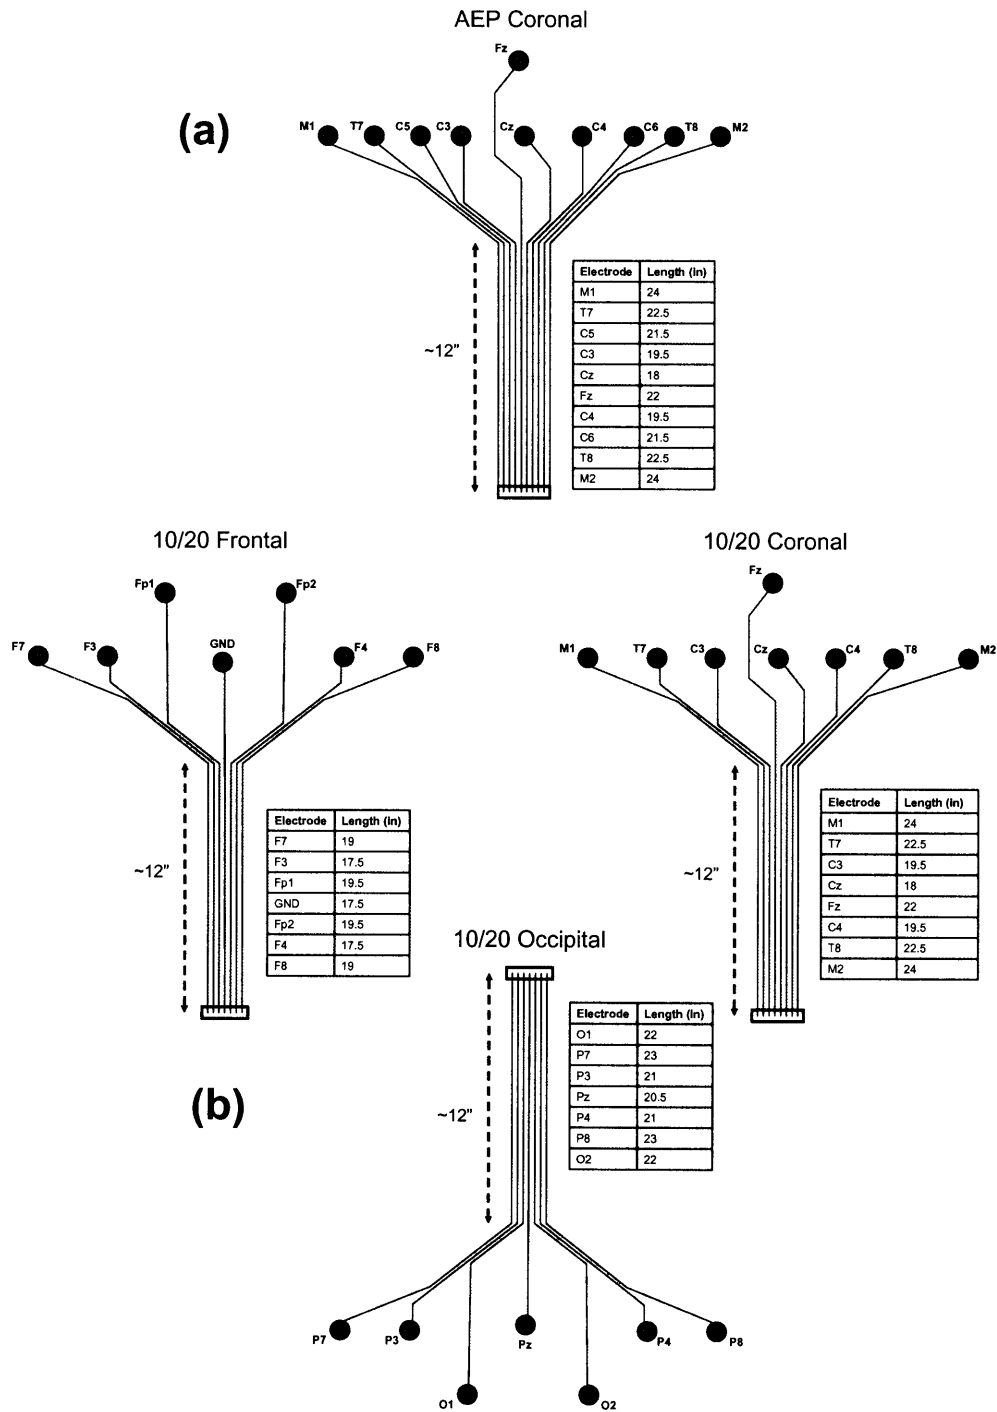 AEP Coronal
Fz
(a)
M1 T7 C5 C3 Cz C4 C6 T8 M2
~12"
Electrode Length (in)
M1 24
T7 22.5
C5 21.5
C3 19.5
Cz 18
Fz 22
C4 19.5
C6 21.5
T8 22.5
M2 24
10/20 Frontal
Fp1 Fp2
F7 F3 GND F4 F8
~12"
Electrode Length (in)
F7 19
F3 17.5
Fp1 19.5
GND 17.5
Fp2 19.5
F4 17.5
F8 19
10/20 Coronal
Fz
M1 T7 C3 Cz C4 T8 M2
~12"
Electrode Length (in)
M1 24
T7 22.5
C3 19.5
Cz 18
Fz 22
C4 19.5
T8 22.5
M2 24
(b)
10/20 Occipital
~12"
Electrode Length (in)
O1 22
P7 23
P3 21
Pz 20.5
P4 21
P8 23
O2 22
P7 P3 Pz P4 P8
O1 O2